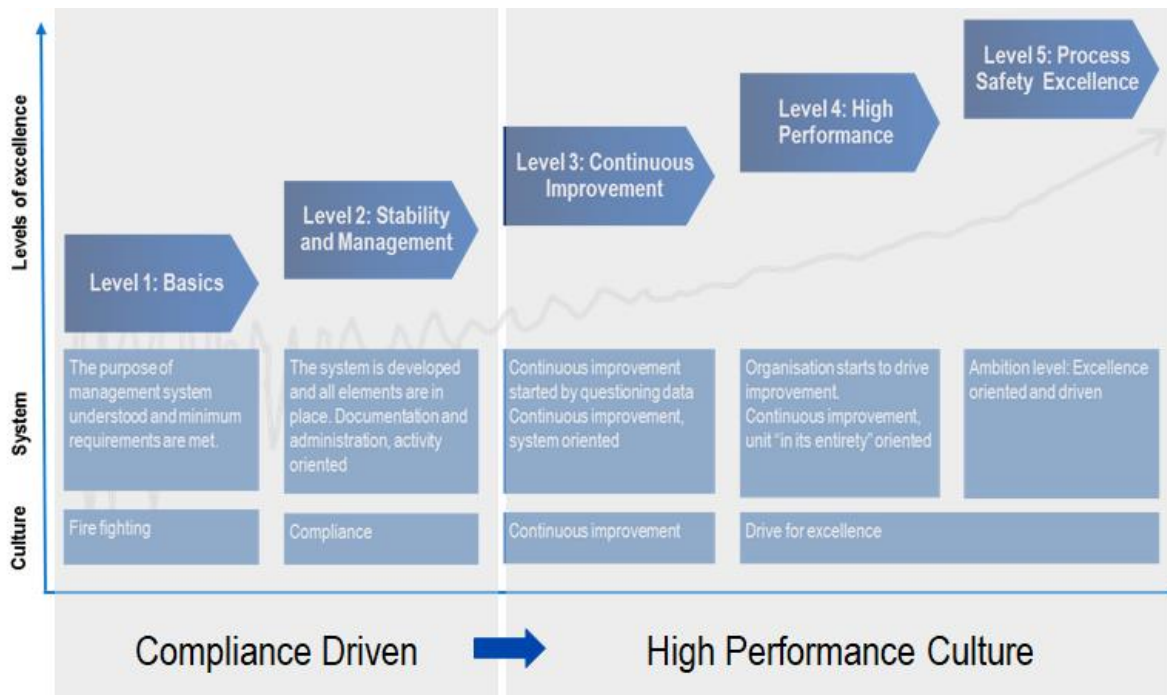 Levels of excellence
Level 1: Basics
Level 2: Stability
and Management
Level 3: Continuous
Improvement
Level 4: High
Performance
Level 5: Process
Safety Excellence
System
The purpose of
management system
understood and minimum
requirements are met.
The system is developed
and all elements are in
place. Documentation and
administration, activity
oriented
Continuous improvement
started by questioning data
Continuous improvement,
system oriented
Organisation starts to drive
improvement.
Continuous improvement,
unit “in its entirety” oriented
Ambition level: Excellence
oriented and driven
Culture
Fire fighting
Compliance
Continuous improvement
Drive for excellence
Compliance Driven
High Performance Culture